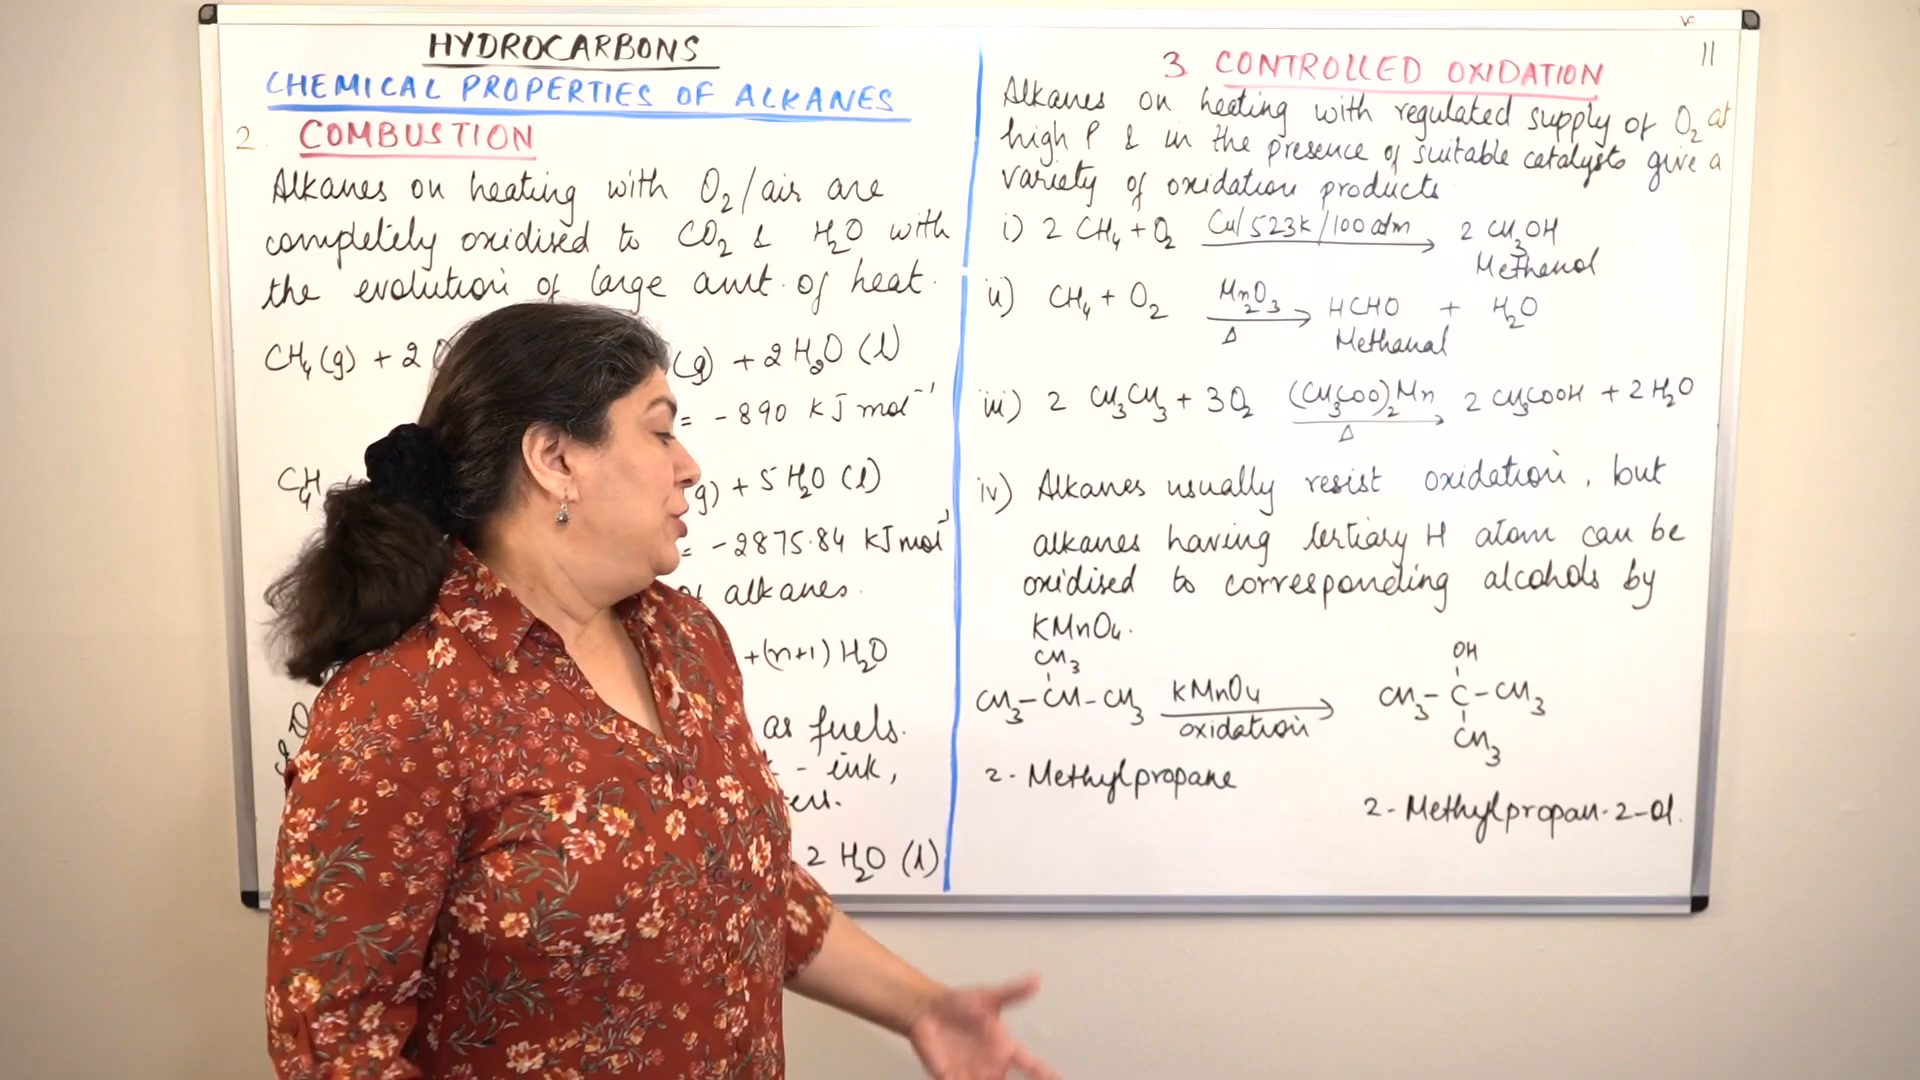 HYDROCARBONS
CHEMICAL PROPERTIES OF ALKANES
2. COMBUSTION
Alkanes on heating with O₂/air are
completely oxidised to CO₂ & H₂O with
the evolution of large amt. of heat.
CH₄(g) + 2 (g) + 2 H₂O (l)
= -890 KJ mol⁻¹
C₄H (g) + 5 H₂O (l)
= -2875.84 KJ mol⁻¹
alkanes.
+(n+1) H₂O
as fuels.
- ink,
2 H₂O (l)
11
3. CONTROLLED OXIDATION
Alkanes on heating with regulated supply of O₂ at
high P & in the presence of suitable catalysts give a
variety of oxidation products
i) 2 CH₄ + O₂ Cu/523K/100atm → 2 CH₃OH
Methanol
ii) CH₄ + O₂ Mn₂O₃ → Δ HCHO + H₂O
Methanal
iii) 2 CH₃CH₃ + 3O₂ (CH₃COO)₂Mn → Δ 2 CH₃COOH + 2 H₂O
iv) Alkanes usually resist oxidation, but
alkanes having tertiary H atom can be
oxidised to corresponding alcohols by
KMnO₄.
CH₃ OH
CH₃-CH-CH₃ KMnO₄ → CH₃-C-CH₃
oxidation CH₃
2-Methylpropane
2-Methylpropan-2-ol.